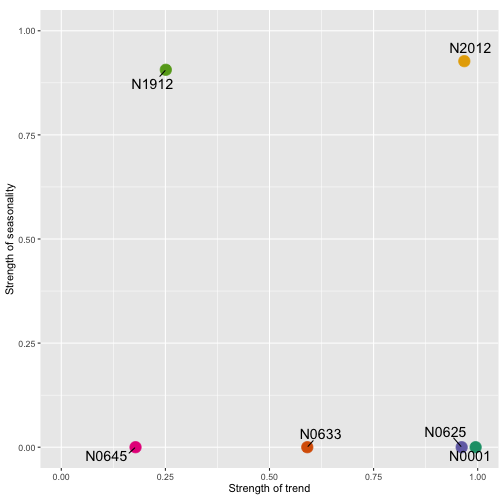 1.00
0.75
0.50
0.25
0.00
Strength of seasonality
N2012
N1912
N0633
N0625
N0645
N0001
0.00
0.25
0.50
0.75
1.00
Strength of trend